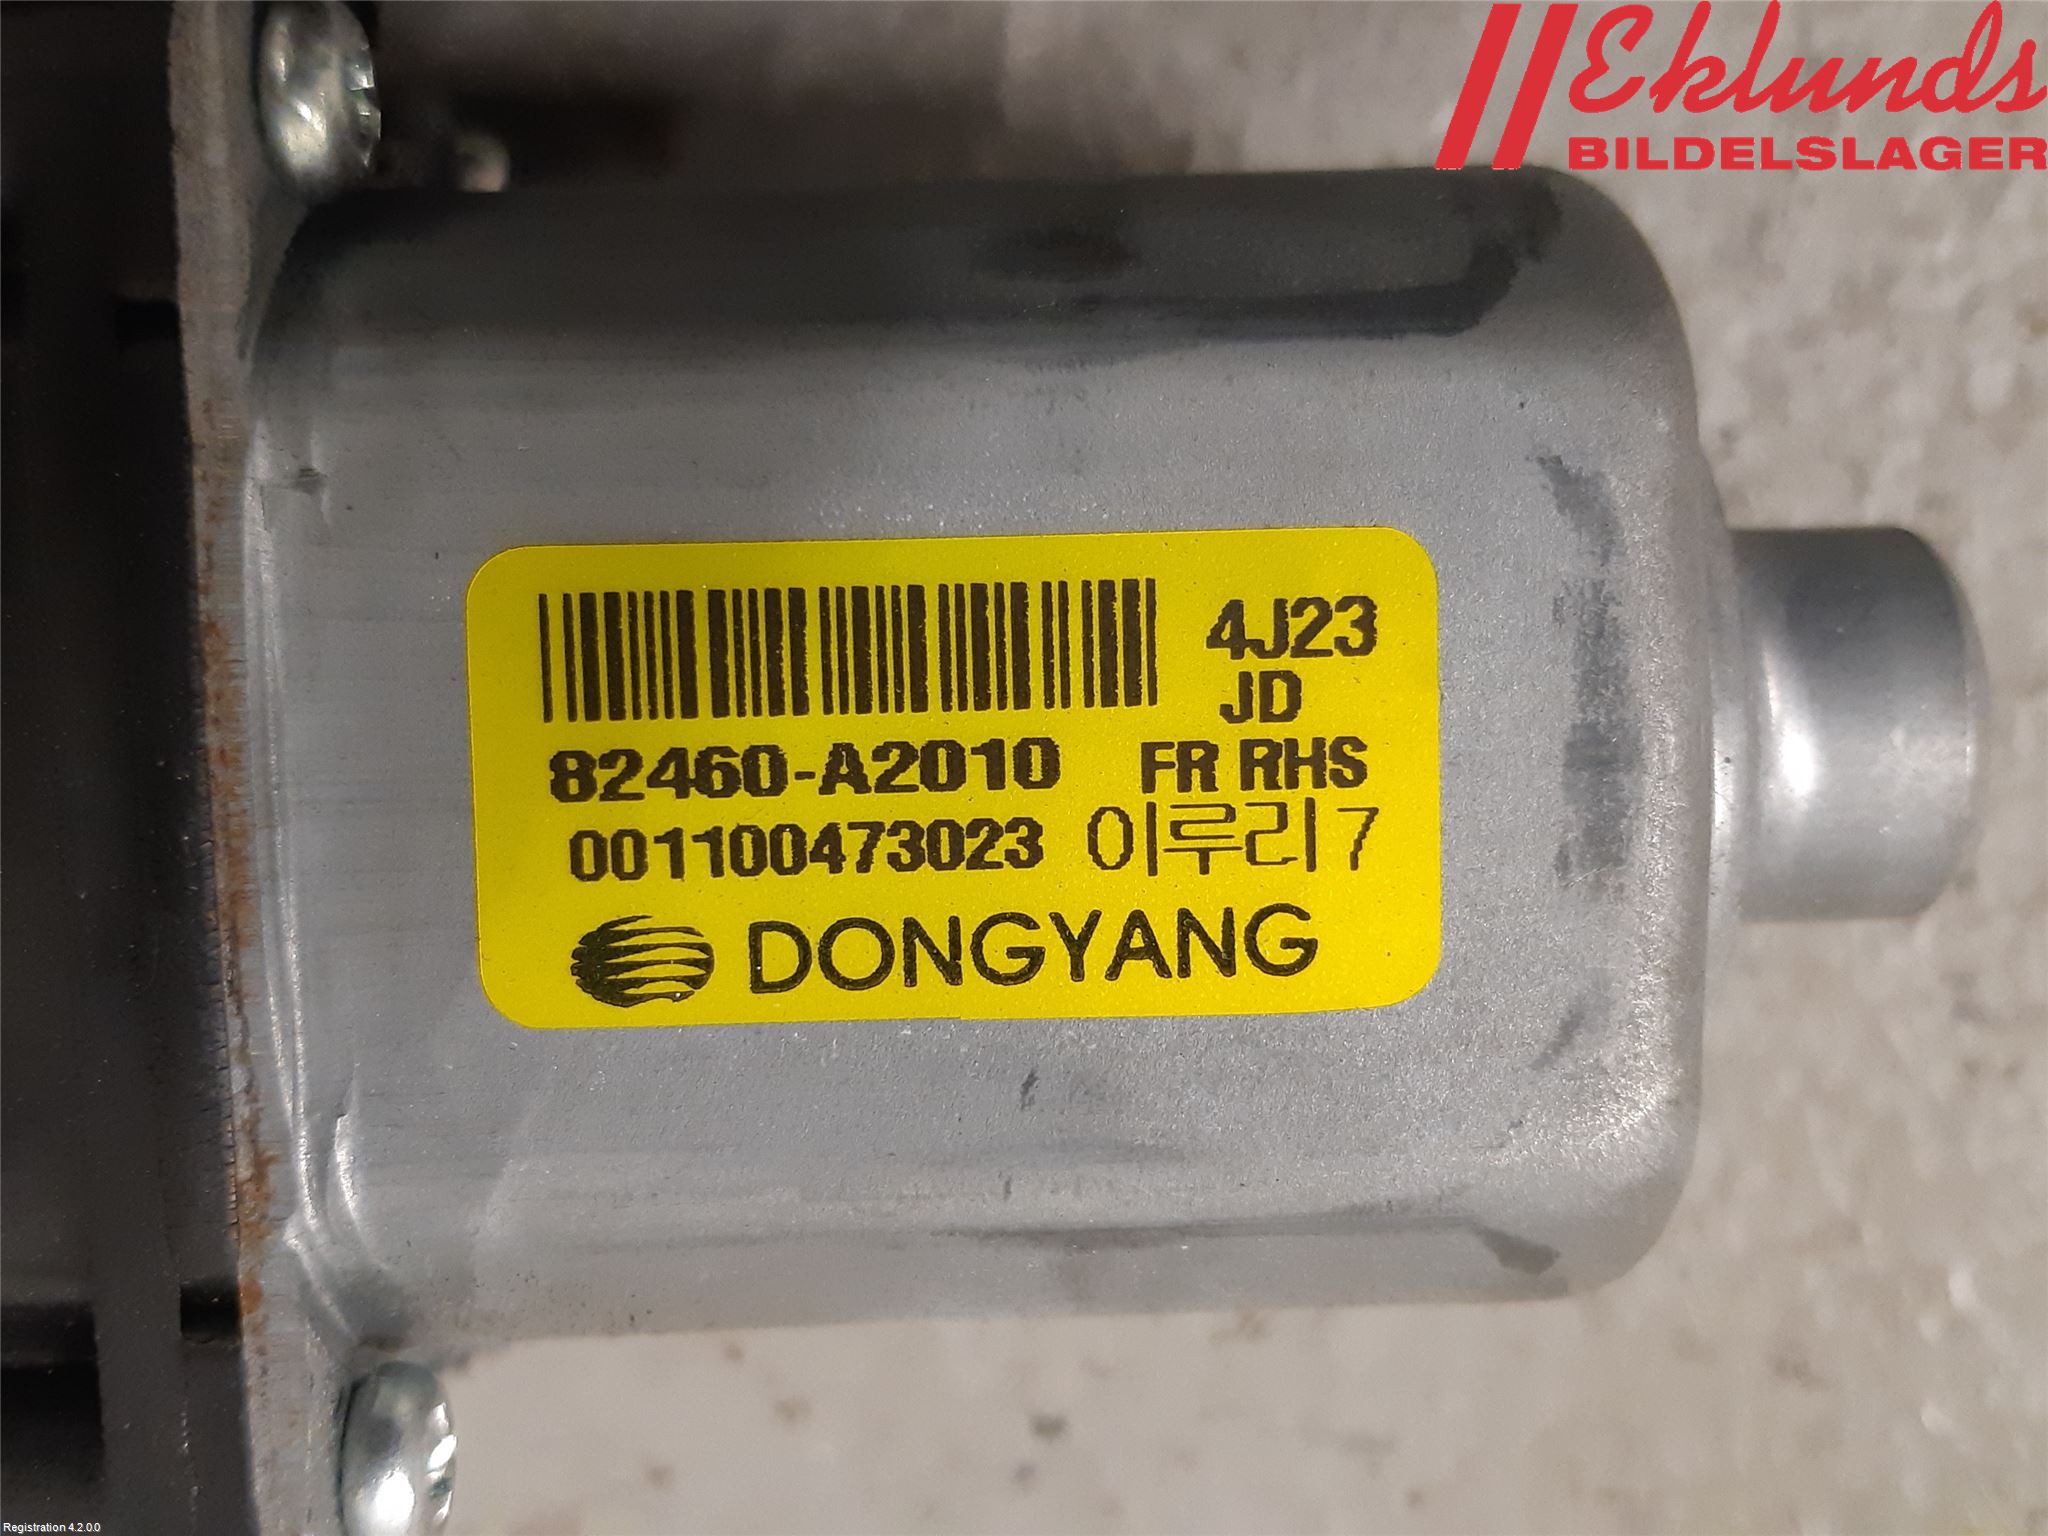 Eklunds
BILDELSLAGER
4J23
JD
82460-A2010 FR RHS
001100473023 이루리7
DONGYANG
Registration 4.2.0.0